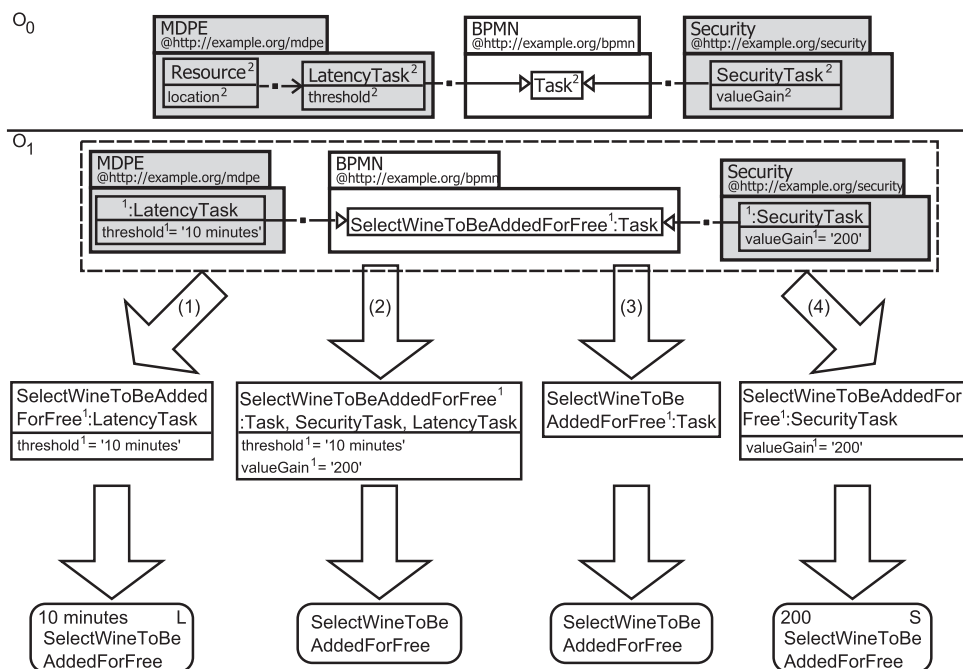 O0
MDPE
@http://example.org/mdpe
Resource2
location2
LatencyTask2
threshold2
BPMN
@http://example.org/bpmn
Task2
Security
@http://example.org/security
SecurityTask2
valueGain2
O1
MDPE
@http://example.org/mdpe
1:LatencyTask
threshold1= '10 minutes'
BPMN
@http://example.org/bpmn
SelectWineToBeAddedForFree1:Task
Security
@http://example.org/security
1:SecurityTask
valueGain1= '200'
(1)
(2)
(3)
(4)
SelectWineToBeAdded
ForFree1:LatencyTask
threshold1= '10 minutes'
SelectWineToBeAddedForFree1
:Task, SecurityTask, LatencyTask
threshold1= '10 minutes'
valueGain1= '200'
SelectWineToBe
AddedForFree1:Task
SelectWineToBeAddedFor
Free1:SecurityTask
valueGain1= '200'
10 minutes L
SelectWineToBe
AddedForFree
SelectWineToBe
AddedForFree
SelectWineToBe
AddedForFree
200 S
SelectWineToBe
AddedForFree